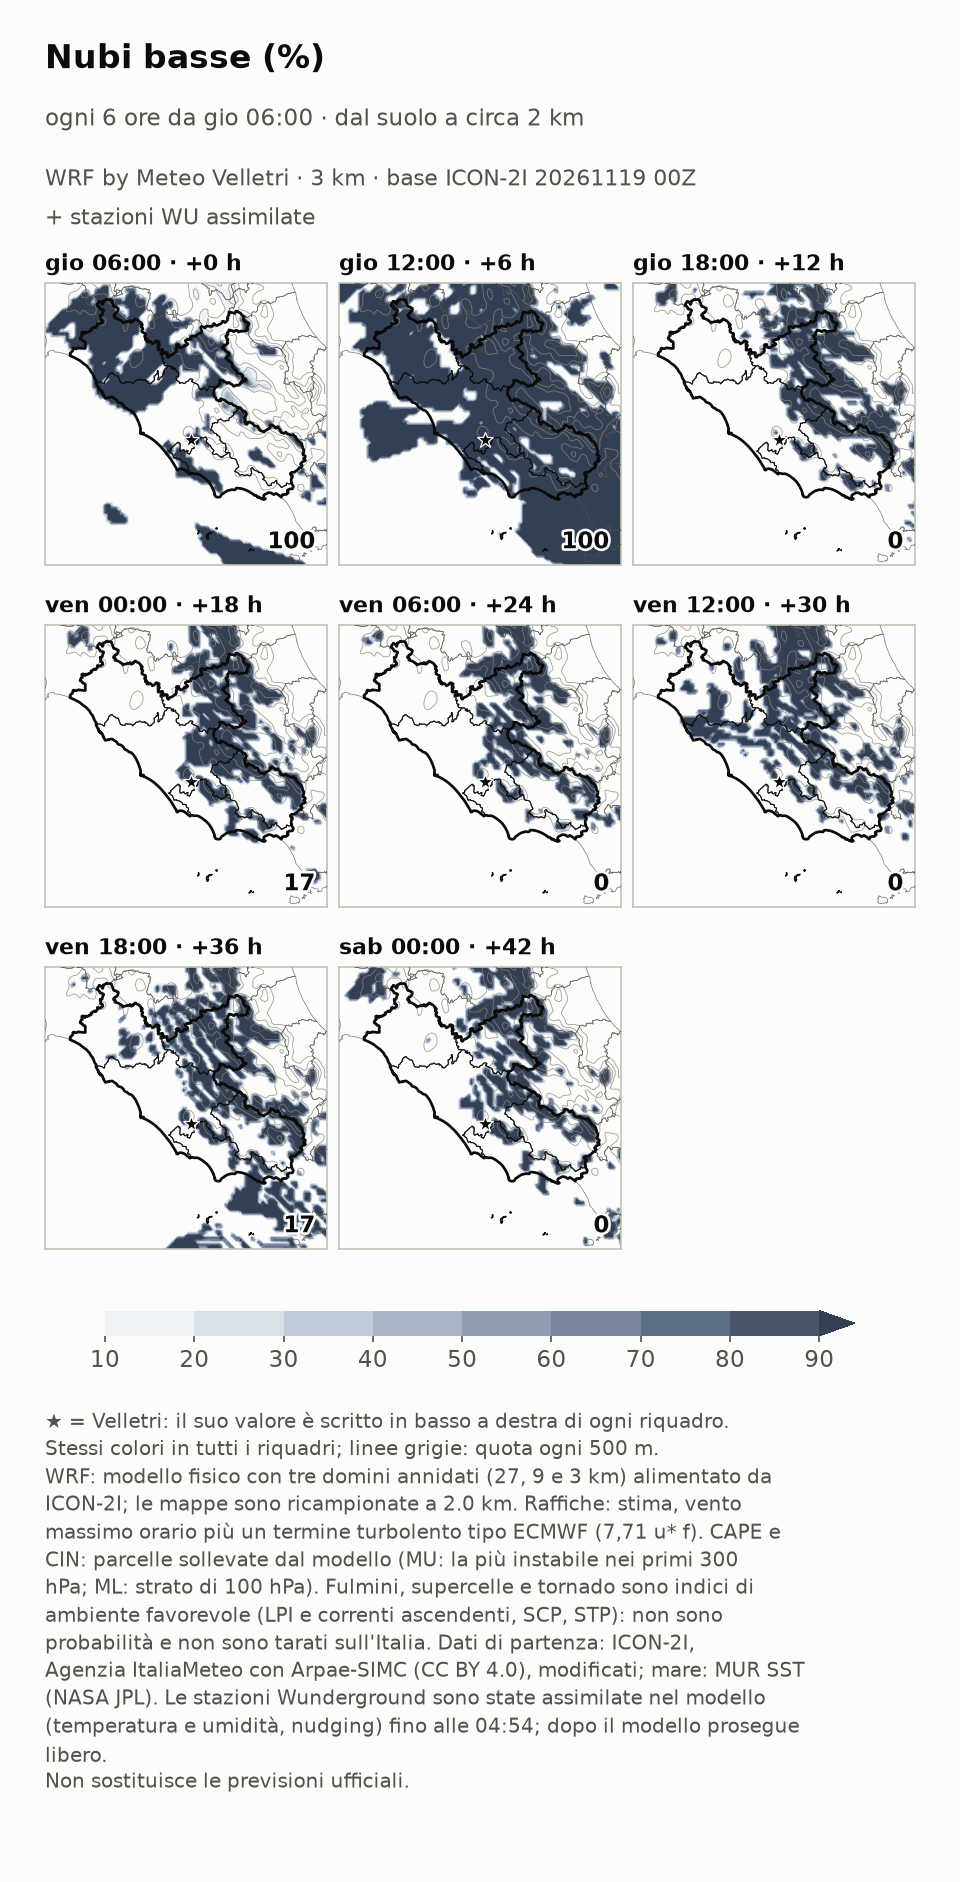 Nubi basse (%)
ogni 6 ore da gio 06:00 · dal suolo a circa 2 km
WRF by Meteo Velletri · 3 km · base ICON-2I 20261119 00Z
+ stazioni WU assimilate
gio 06:00 · +0 h
gio 12:00 · +6 h
gio 18:00 · +12 h
100
100
0
ven 00:00 · +18 h
ven 06:00 · +24 h
ven 12:00 · +30 h
17
0
0
ven 18:00 · +36 h
sab 00:00 · +42 h
17
0
10 20 30 40 50 60 70 80 90
★ = Velletri: il suo valore è scritto in basso a destra di ogni riquadro.
Stessi colori in tutti i riquadri; linee grigie: quota ogni 500 m.
WRF: modello fisico con tre domini annidati (27, 9 e 3 km) alimentato da
ICON-2I; le mappe sono ricampionate a 2.0 km. Raffiche: stima, vento
massimo orario più un termine turbolento tipo ECMWF (7,71 u* f). CAPE e
CIN: parcelle sollevate dal modello (MU: la più instabile nei primi 300
hPa; ML: strato di 100 hPa). Fulmini, supercelle e tornado sono indici di
ambiente favorevole (LPI e correnti ascendenti, SCP, STP): non sono
probabilità e non sono tarati sull'Italia. Dati di partenza: ICON-2I,
Agenzia ItaliaMeteo con Arpae-SIMC (CC BY 4.0), modificati; mare: MUR SST
(NASA JPL). Le stazioni Wunderground sono state assimilate nel modello
(temperatura e umidità, nudging) fino alle 04:54; dopo il modello prosegue
libero.
Non sostituisce le previsioni ufficiali.